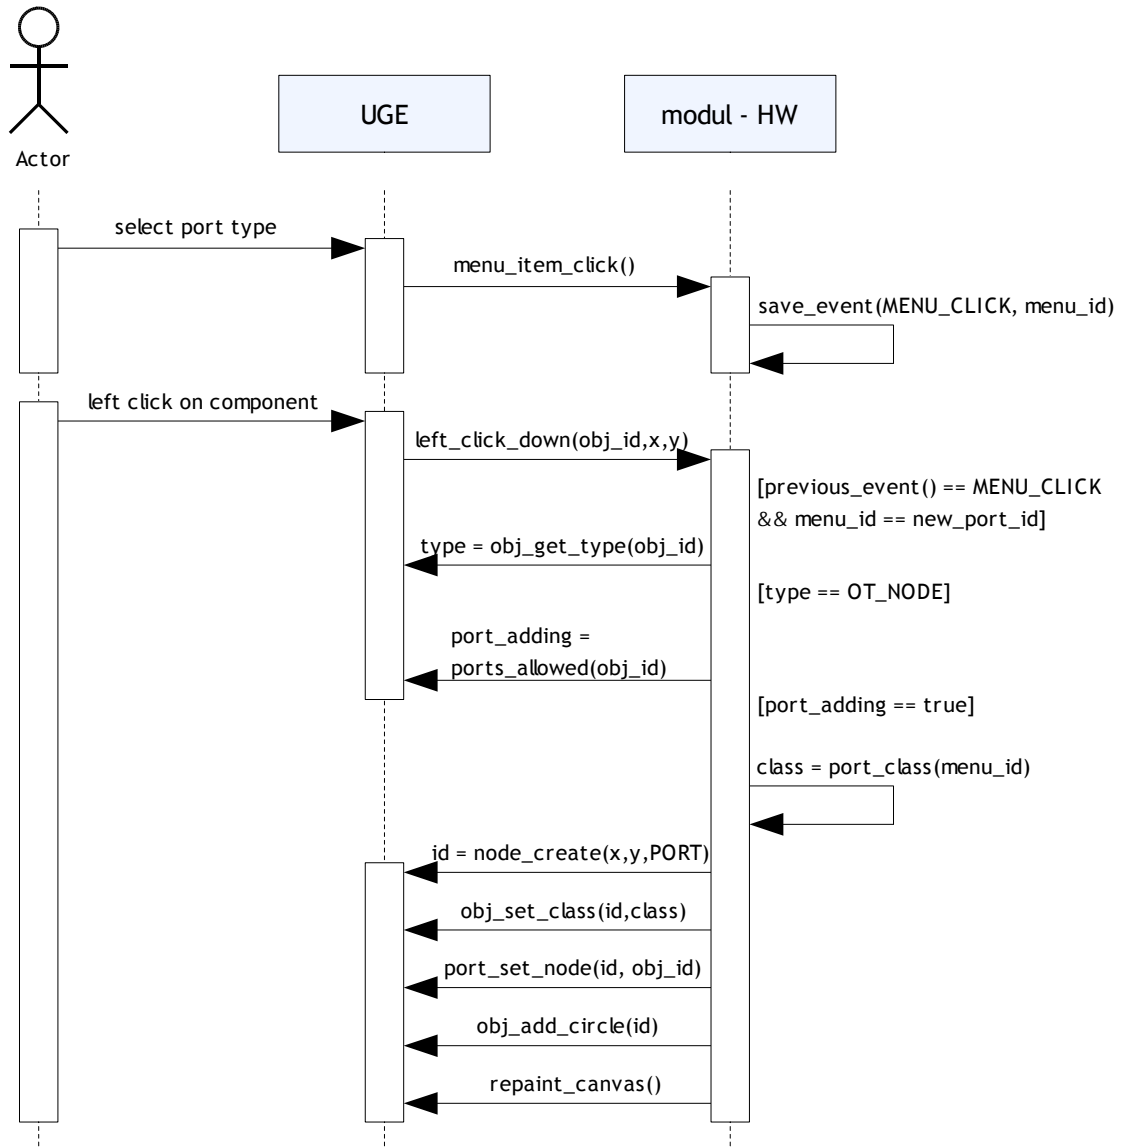 UGE
modul - HW
Actor
select port type
menu_item_click()
save_event(MENU_CLICK, menu_id)
left click on component
left_click_down(obj_id,x,y)
[previous_event() == MENU_CLICK
&& menu_id == new_port_id]
type = obj_get_type(obj_id)
[type == OT_NODE]
port_adding =
ports_allowed(obj_id)
[port_adding == true]
class = port_class(menu_id)
id = node_create(x,y,PORT)
obj_set_class(id,class)
port_set_node(id, obj_id)
obj_add_circle(id)
repaint_canvas()